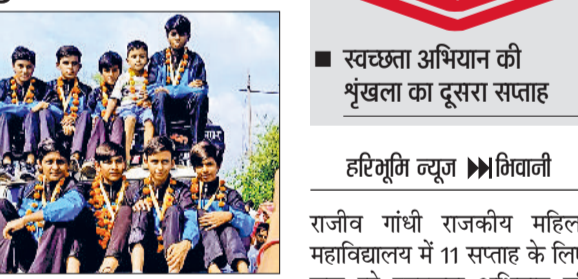 ■ स्वच्छता अभियान की
शृंखला का दूसरा सप्ताह
हरिभूमि न्यूज ▶▶| भिवानी
राजीव गांधी राजकीय महिल
महाविद्यालय में 11 सप्ताह के लि